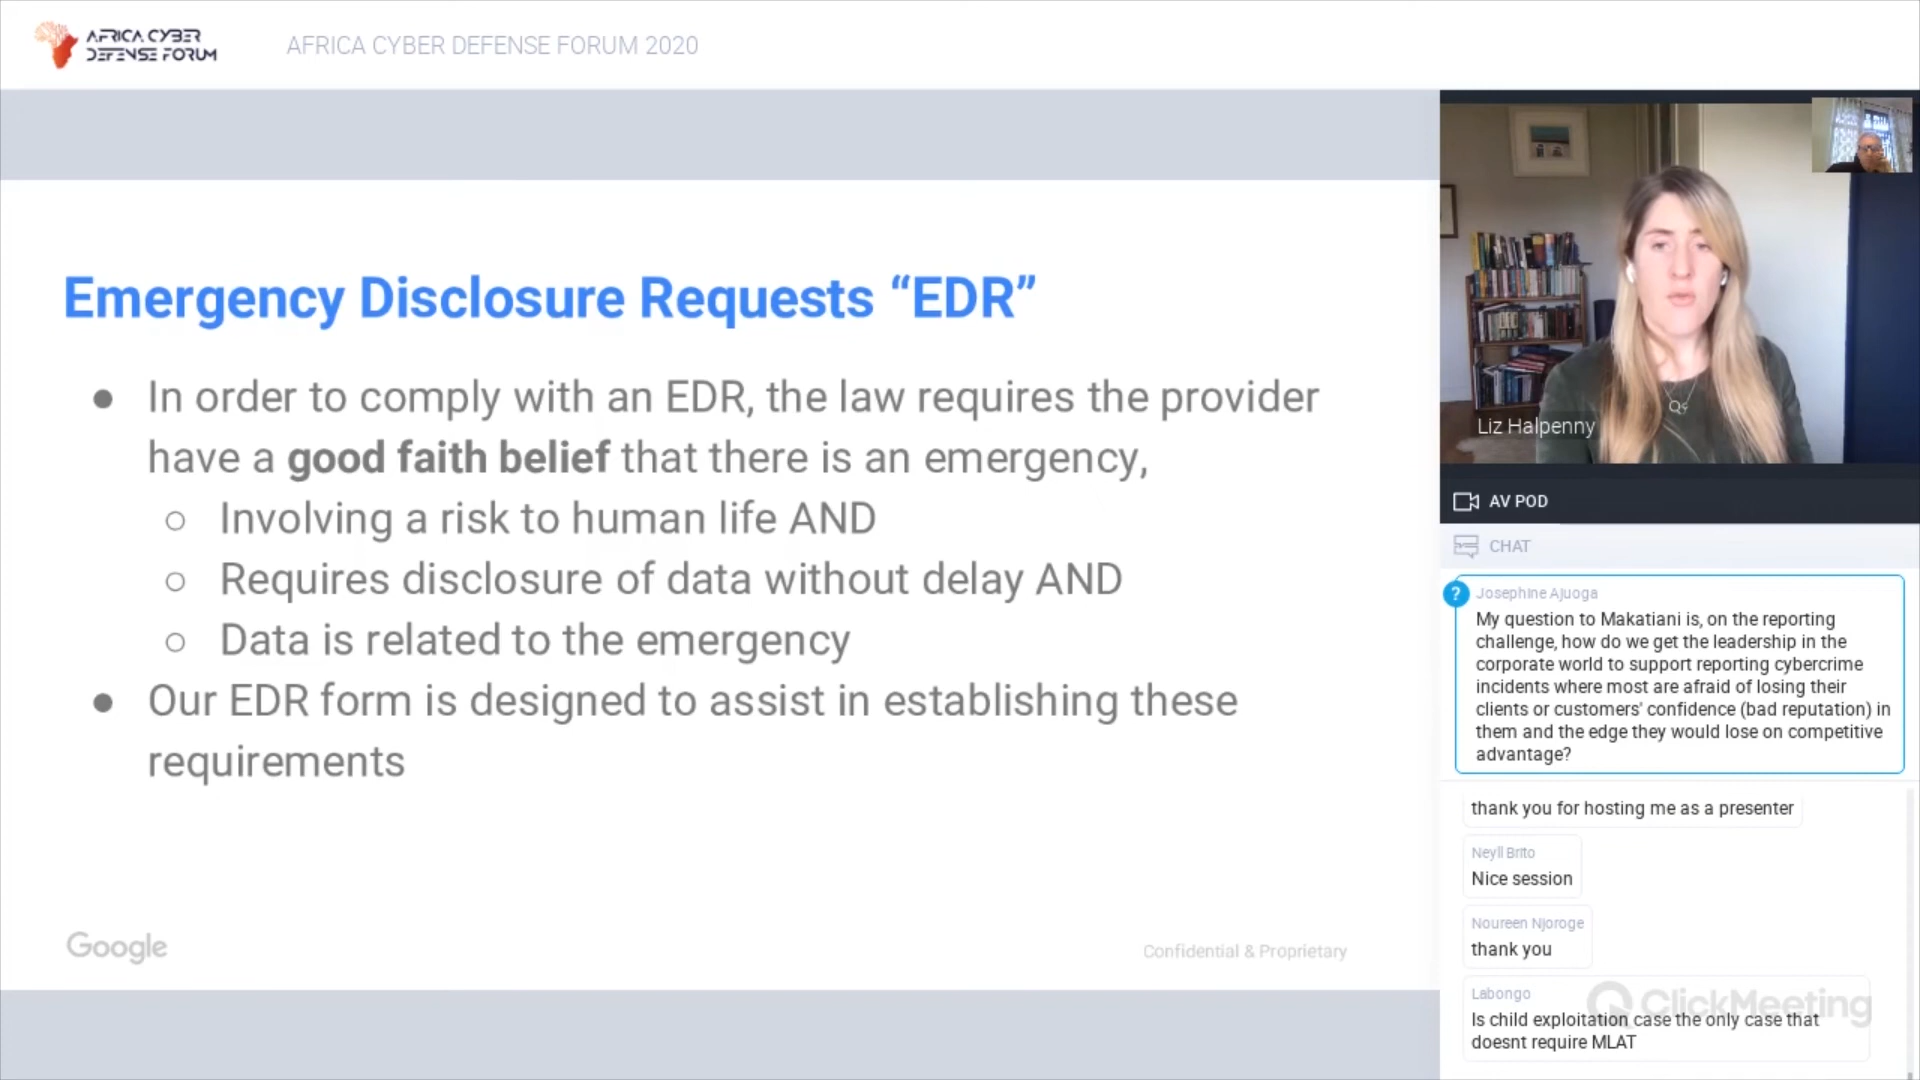 AFRICA CYBER
DEFENSE FORUM
AFRICA CYBER DEFENSE FORUM 2020
Emergency Disclosure Requests “EDR”
● In order to comply with an EDR, the law requires the provider
have a good faith belief that there is an emergency,
○ Involving a risk to human life AND
○ Requires disclosure of data without delay AND
○ Data is related to the emergency
● Our EDR form is designed to assist in establishing these
requirements
Google
Confidential & Proprietary
Liz Halpenny
AV POD
CHAT
?
Josephine Ajuoga
My question to Makatiani is, on the reporting
challenge, how do we get the leadership in the
corporate world to support reporting cybercrime
incidents where most are afraid of losing their
clients or customers' confidence (bad reputation) in
them and the edge they would lose on competitive
advantage?
thank you for hosting me as a presenter
Neyll Brito
Nice session
Noureen Njoroge
thank you
Labongo
Is child exploitation case the only case that
doesnt require MLAT
ClickMeeting